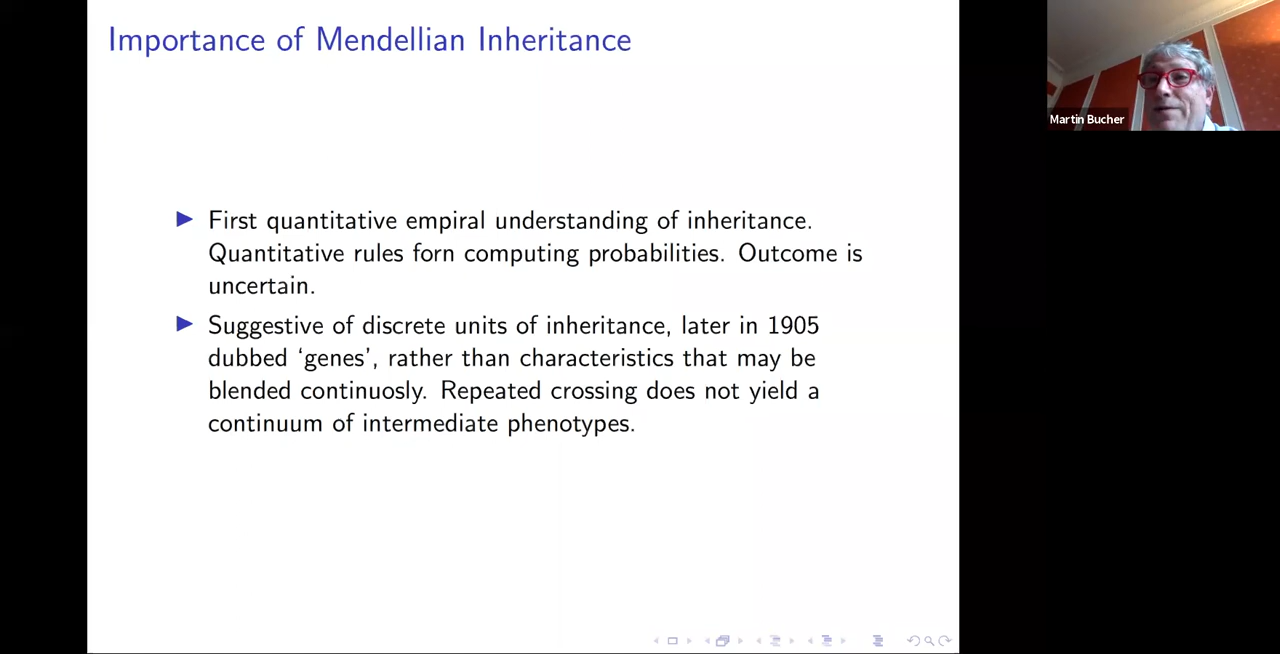 Importance of Mendellian Inheritance
First quantitative empiral understanding of inheritance.
Quantitative rules forn computing probabilities. Outcome is
uncertain.
Suggestive of discrete units of inheritance, later in 1905
dubbed ‘genes’, rather than characteristics that may be
blended continuosly. Repeated crossing does not yield a
continuum of intermediate phenotypes.
Martin Bucher